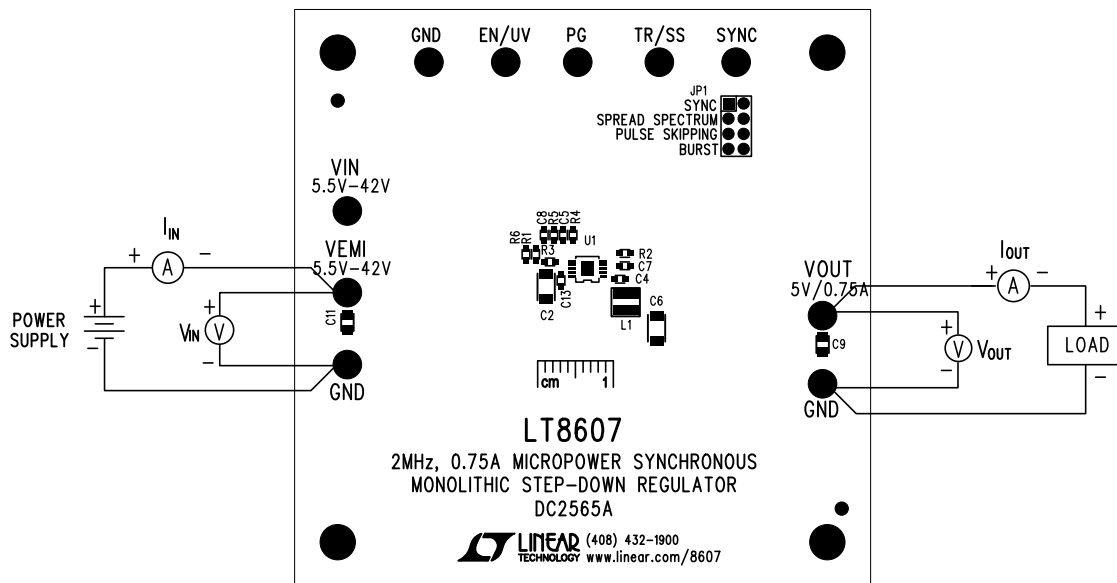 GND EN/UV PG TR/SS SYNC
JP1
SYNC
SPREAD SPECTRUM
PULSE SKIPPING
BURST
VIN
5.5V-42V
VEMI
5.5V-42V
IIN
+ A -
POWER
SUPPLY
+
-
+
VIN V
-
C11
GND
R6
R1
C8
R5
C5
R4
U1
R3
R2
C7
C4
C13
C2
L1
C6
cm 1
VOUT
5V/0.75A
C9
GND
IOUT
+ A -
+
V VOUT
-
+
LOAD
-
LT8607
2MHz, 0.75A MICROPOWER SYNCHRONOUS
MONOLITHIC STEP-DOWN REGULATOR
DC2565A
LINEAR (408) 432-1900
TECHNOLOGY www.linear.com/8607